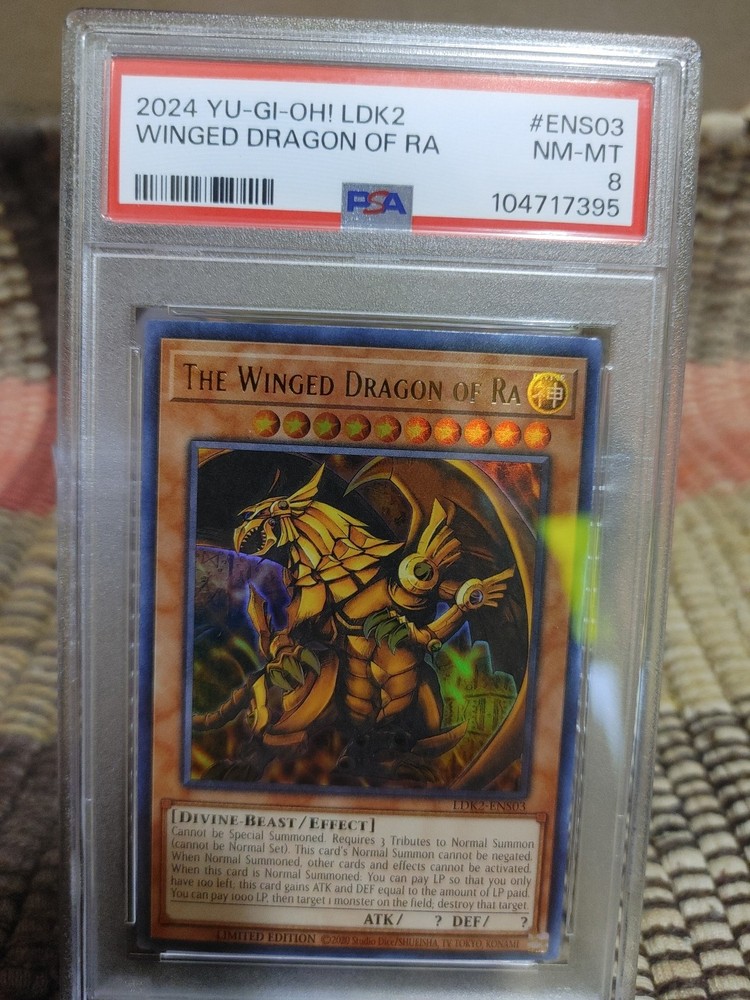 2024 YU-GI-OH! LDK2 #ENS03
WINGED DRAGON OF RA NM-MT
8
PSA 104717395
THE WINGED DRAGON OF RA 神
LDK2-ENS03
[DIVINE-BEAST/EFFECT]
Cannot be Special Summoned. Requires 3 Tributes to Normal Summon
(cannot be Normal Set). This card's Normal Summon cannot be negated.
When Normal Summoned, other cards and effects cannot be activated.
When this card is Normal Summoned: You can pay LP so that you only
have 100 left, this card gains ATK and DEF equal to the amount of LP paid.
You can pay 1000 LP, then target 1 monster on the field; destroy that target.
ATK/ ? DEF/ ?
LIMITED EDITION ©2020 Studio Dice/SHUEISHA, TV TOKYO, KONAMI